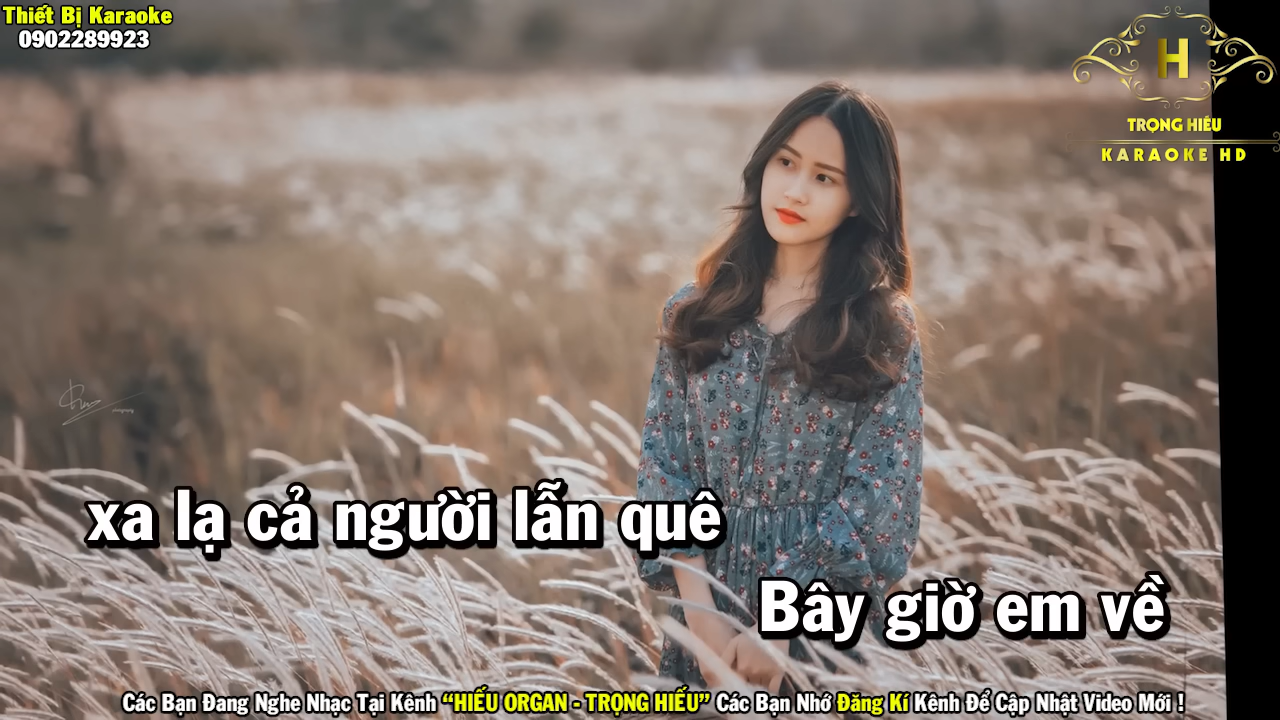 Thiết Bị Karaoke
0902289923
H
TRỌNG HIẾU
KARAOKE HD
xa lạ cả người lẫn quê
Bây giờ em về
Các Bạn Đang Nghe Nhạc Tại Kênh “HIẾU ORGAN - TRỌNG HIẾU” Các Bạn Nhớ Đăng Kí Kênh Để Cập Nhật Video Mới !